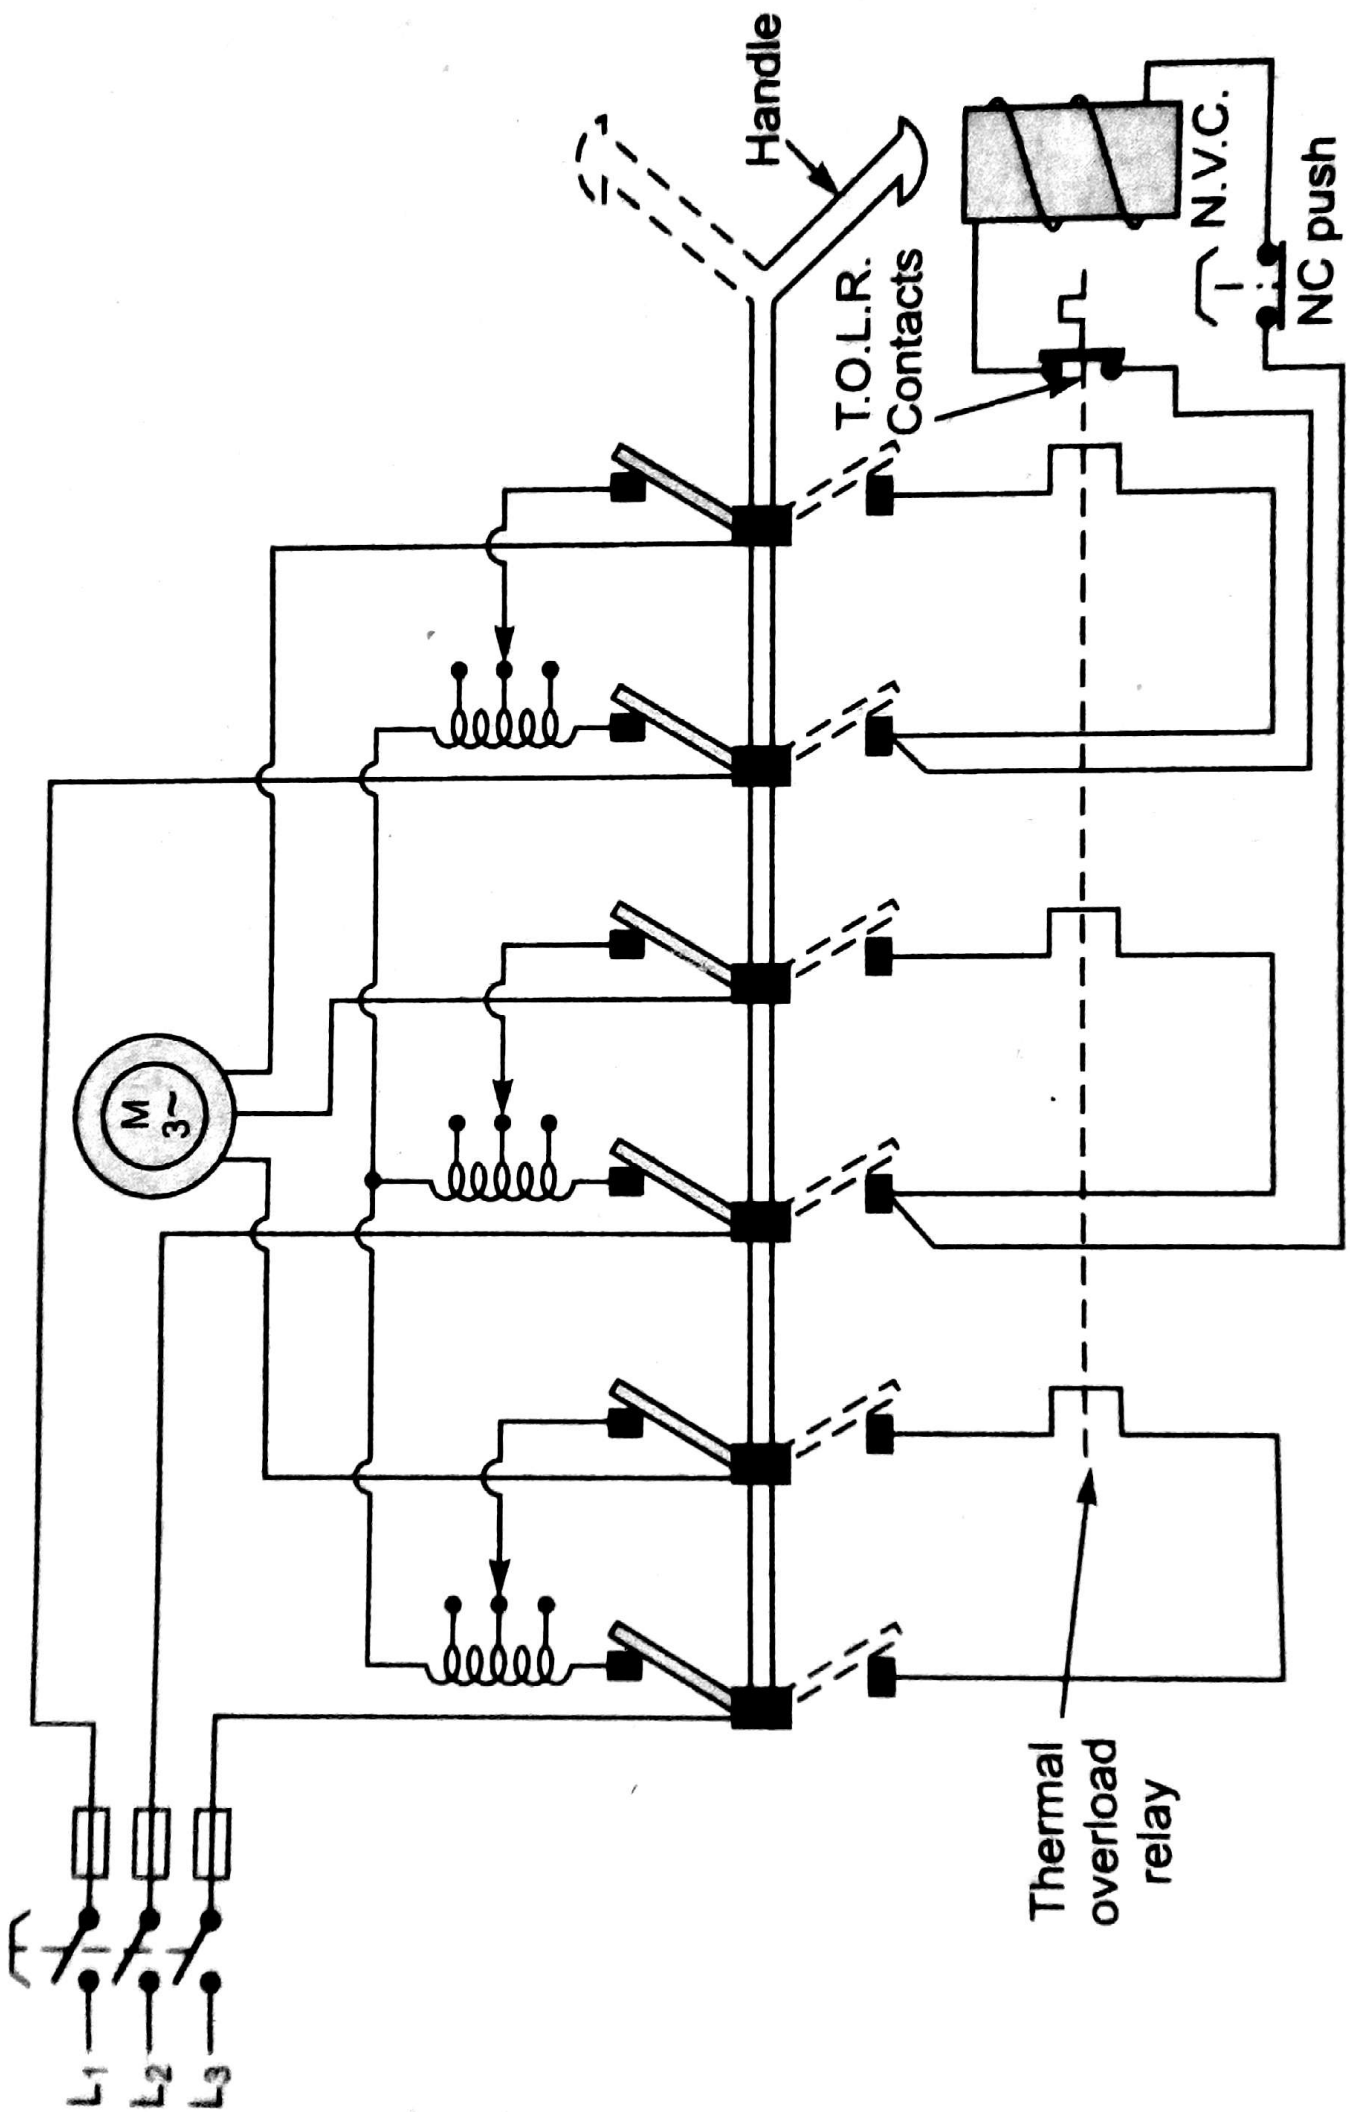 L1
L2
L3
M
3~
Handle
T.O.L.R.
Contacts
N.V.C.
NC push
Thermal
overload
relay